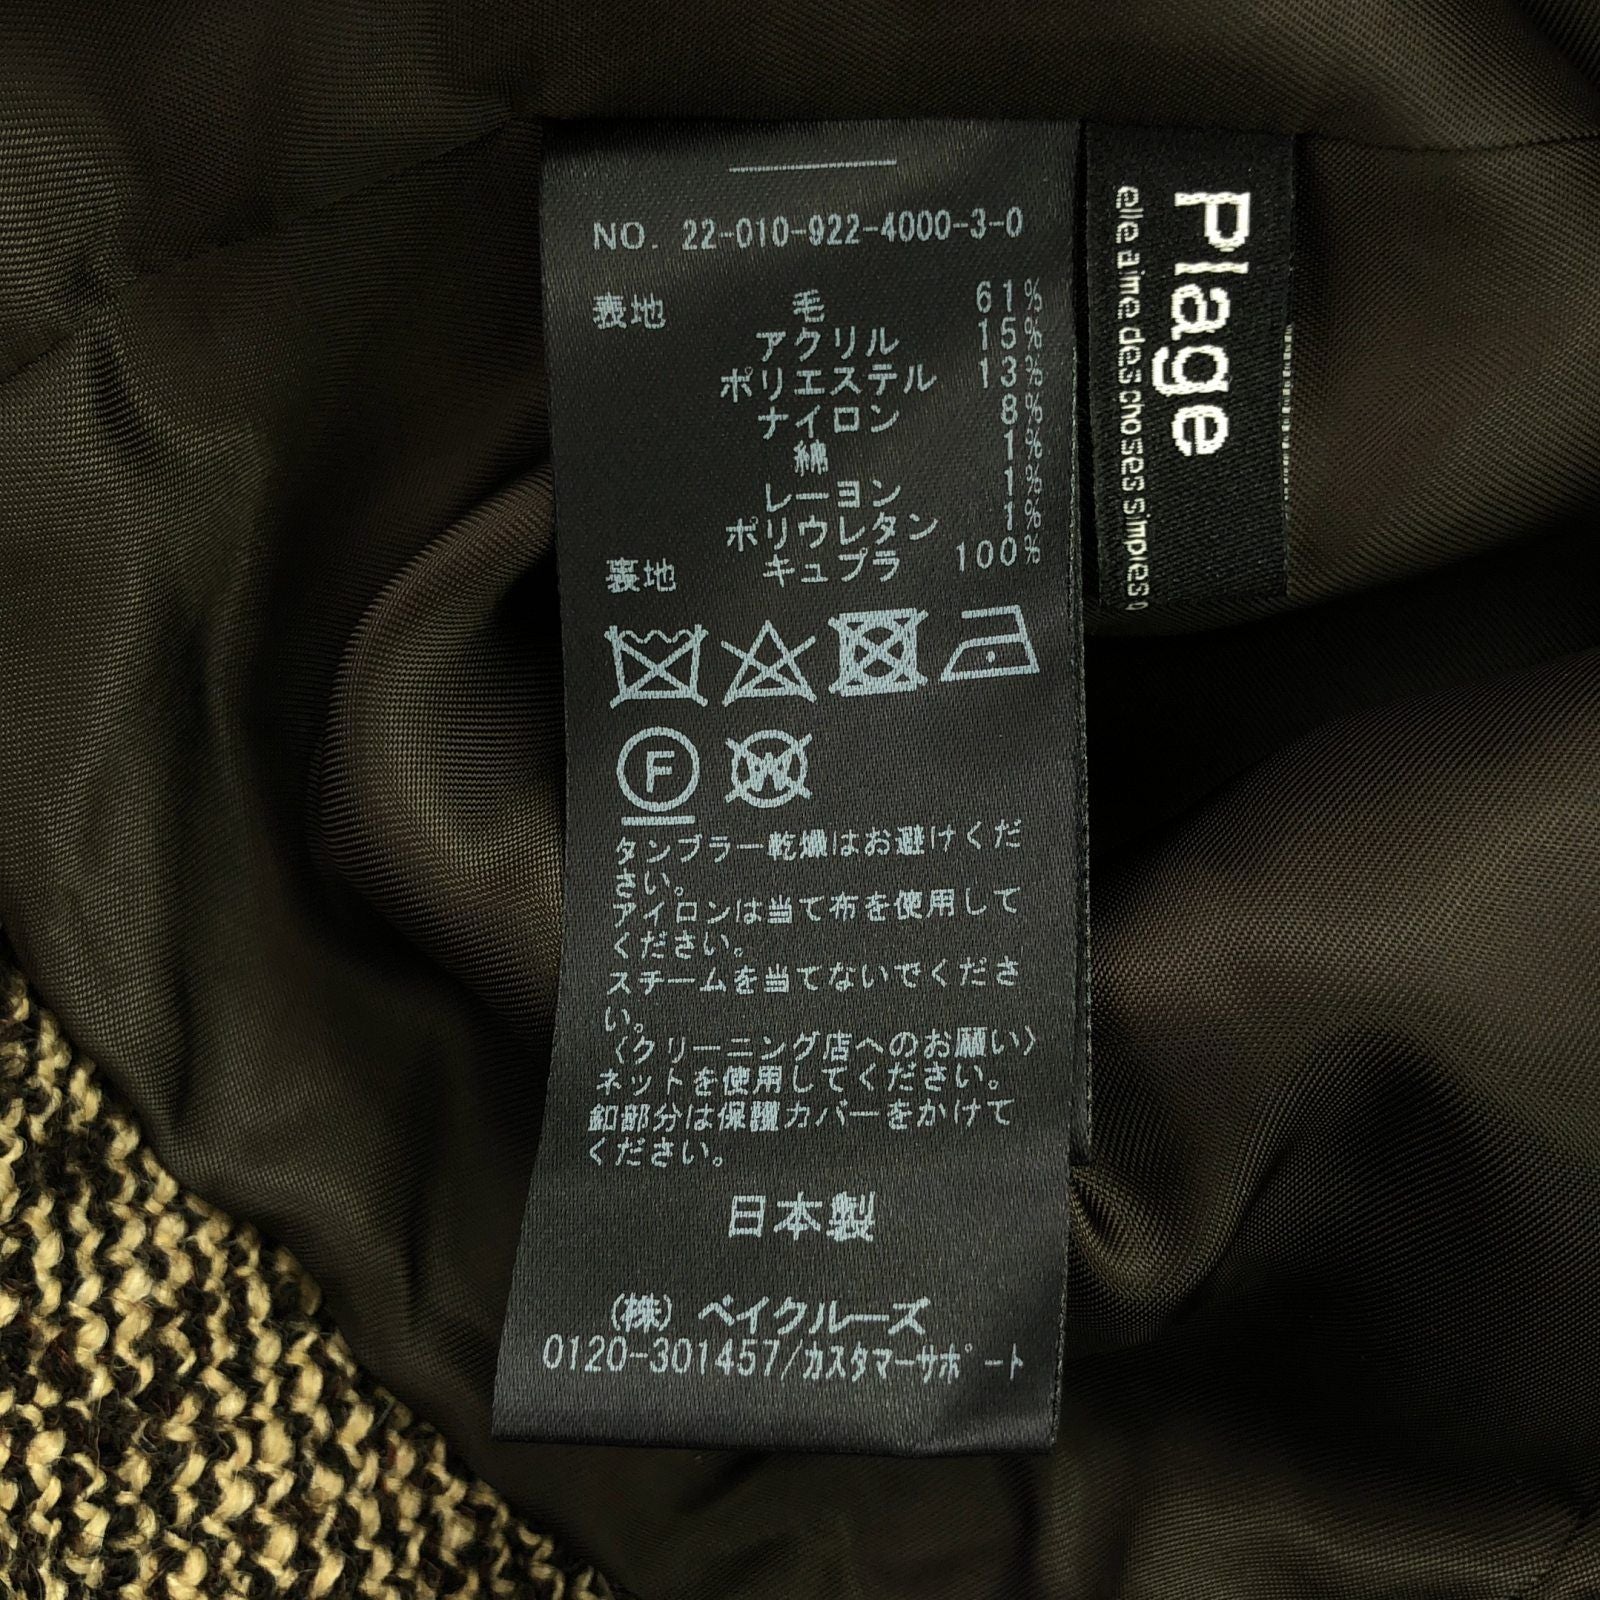 NO. 22-010-922-4000-3-0
表地 毛 61%
アクリル 15%
ポリエステル 13%
ナイロン 8%
綿 1%
レーヨン 1%
ポリウレタン 1%
裏地 キュプラ 100%
F W
タンブラー乾燥はお避けくだ
さい。
アイロンは当て布を使用して
ください。
スチームを当てないでくださ
い。
〈クリーニング店へのお願い〉
ネットを使用してください。
釦部分は保護カバーをかけて
ください。
日本製
(株) ベイクルーズ
0120-301457/カスタマーサポート
Plage
elle aime des choses simples